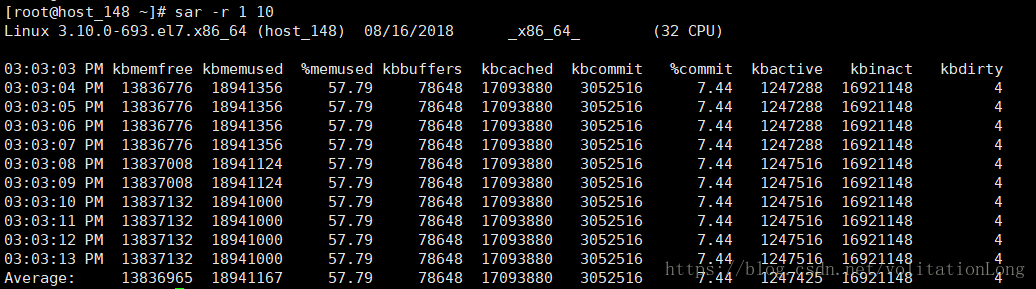 [root@host_148 ~]# sar -r 1 10
Linux 3.10.0-693.el7.x86_64 (host_148) 08/16/2018 _x86_64_ (32 CPU)
03:03:03 PM kbmemfree kbmemused %memused kbbuffers kbcached kbcommit %commit kbactive kbinact kbdirty
03:03:04 PM 13836776 18941356 57.79 78648 17093880 3052516 7.44 1247288 16921148 4
03:03:05 PM 13836776 18941356 57.79 78648 17093880 3052516 7.44 1247288 16921148 4
03:03:06 PM 13836776 18941356 57.79 78648 17093880 3052516 7.44 1247288 16921148 4
03:03:07 PM 13836776 18941356 57.79 78648 17093880 3052516 7.44 1247288 16921148 4
03:03:08 PM 13837008 18941124 57.79 78648 17093880 3052516 7.44 1247516 16921148 4
03:03:09 PM 13837008 18941124 57.79 78648 17093880 3052516 7.44 1247516 16921148 4
03:03:10 PM 13837132 18941000 57.79 78648 17093880 3052516 7.44 1247516 16921148 4
03:03:11 PM 13837132 18941000 57.79 78648 17093880 3052516 7.44 1247516 16921148 4
03:03:12 PM 13837132 18941000 57.79 78648 17093880 3052516 7.44 1247516 16921148 4
03:03:13 PM 13837132 18941000 57.79 78648 17093880 3052516 7.44 1247516 16921148 4
Average: 13836965 18941167 57.79 78648 17093880 3052516 7.44 1247425 16921148 4
https://blog.csdn.net/volitationLong